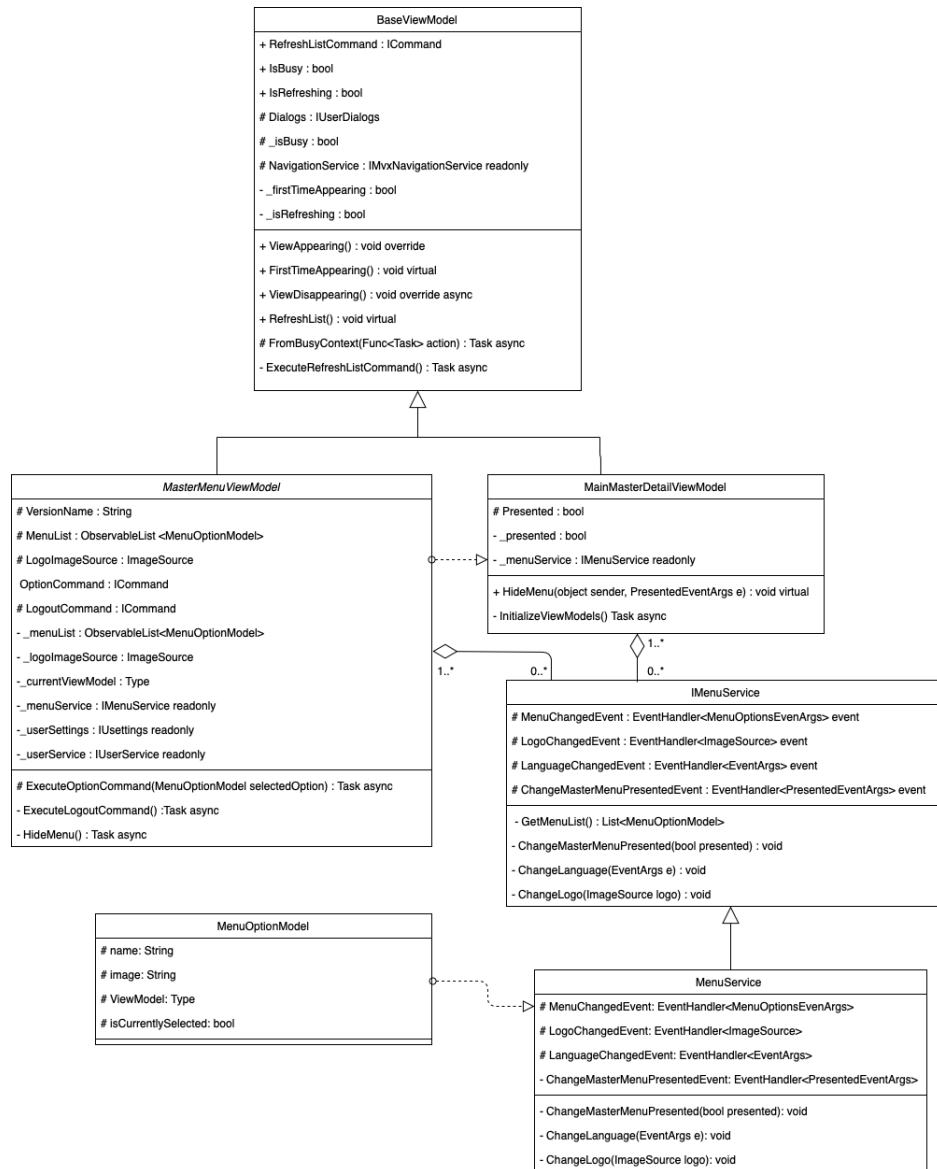 BaseViewModel
+ RefreshListCommand : ICommand
+ IsBusy : bool
+ IsRefreshing : bool
# Dialogs : IUserDialogs
# _isBusy : bool
# NavigationService : IMvxNavigationService readonly
- _firstTimeAppearing : bool
- _isRefreshing : bool
+ ViewAppearing() : void override
+ FirstTimeAppearing() : void virtual
+ ViewDisappearing() : void override async
+ RefreshList() : void virtual
# FromBusyContext(Func<Task> action) : Task async
- ExecuteRefreshListCommand() : Task async
MasterMenuViewModel
# VersionName : String
# MenuList : ObservableList <MenuOptionModel>
# LogoImageSource : ImageSource
OptionCommand : ICommand
# LogoutCommand : ICommand
- _menuList : ObservableList<MenuOptionModel>
- _logoImageSource : ImageSource
-_currentViewModel : Type
-_menuService : IMenuService readonly
-_userSettings : IUsettings readonly
-_userService : IUserService readonly
# ExecuteOptionCommand(MenuOptionModel selectedOption) : Task async
- ExecuteLogoutCommand() :Task async
- HideMenu() : Task async
MainMasterDetailViewModel
# Presented : bool
- _presented : bool
- _menuService : IMenuService readonly
+ HideMenu(object sender, PresentedEventArgs e) : void virtual
- InitializeViewModels() Task async
1..*
0..*
1..*
0..*
IMenuService
# MenuChangedEvent : EventHandler<MenuOptionsEvenArgs> event
# LogoChangedEvent : EventHandler<ImageSource> event
# LanguageChangedEvent : EventHandler<EventArgs> event
# ChangeMasterMenuPresentedEvent : EventHandler<PresentedEventArgs> event
- GetMenuList() : List<MenuOptionModel>
- ChangeMasterMenuPresented(bool presented) : void
- ChangeLanguage(EventArgs e) : void
- ChangeLogo(ImageSource logo) : void
MenuOptionModel
# name: String
# image: String
# ViewModel: Type
# isCurrentlySelected: bool
MenuService
# MenuChangedEvent: EventHandler<MenuOptionsEvenArgs>
# LogoChangedEvent: EventHandler<ImageSource>
# LanguageChangedEvent: EventHandler<EventArgs>
- ChangeMasterMenuPresentedEvent: EventHandler<PresentedEventArgs>
- ChangeMasterMenuPresented(bool presented): void
- ChangeLanguage(EventArgs e): void
- ChangeLogo(ImageSource logo): void